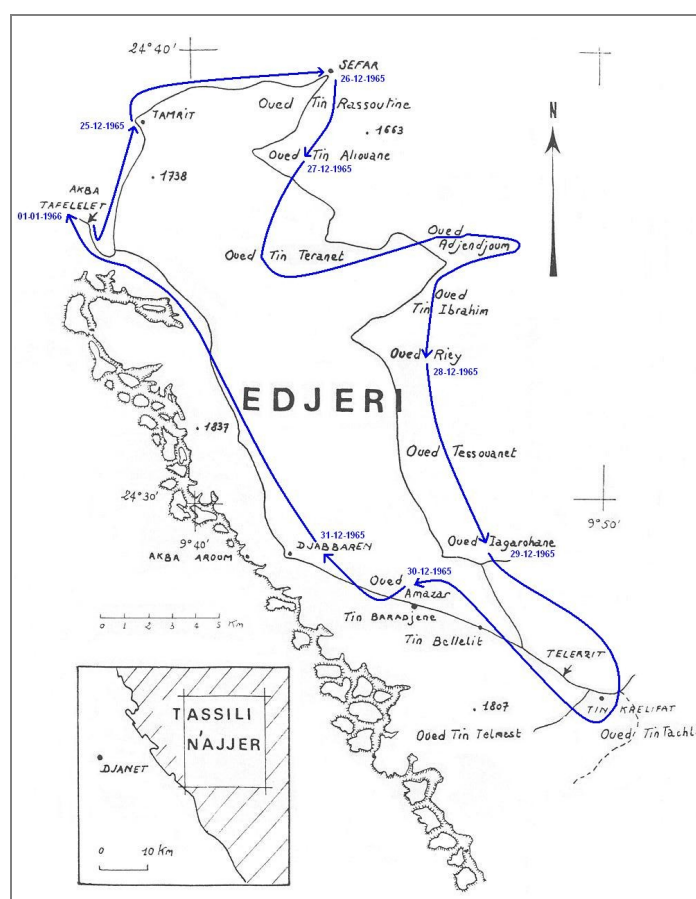 24°40'
SEFAR
26-12-1965
Oued Tin Rassoutine
25-12-1965
TAMRIT
1663
N
Oued Tin Aliouane
27-12-1965
1738
AKBA
TAFELELET
01-01-1966
Oued
Adjendjoum
Oued
Tin Teranet
Oued
Tin Ibrahim
Oued Riey
28-12-1965
EDJERI
1837
Oued Tessouanet
24°30'
9°40'
9°50'
31-12-1965
DJABBAREN
AKBA AROUM
Oued Iagarohane
29-12-1965
30-12-1965
Oued
Amazar
Tin BARADJENE
Tin Bellelit
0 1 2 3 4 5 Km
TELERZIT
1807
TIN KRELIFAT
Oued Tin Telmest
Oued Tin Tachl
TASSILI
N'AJJER
DJANET
0 10 Km